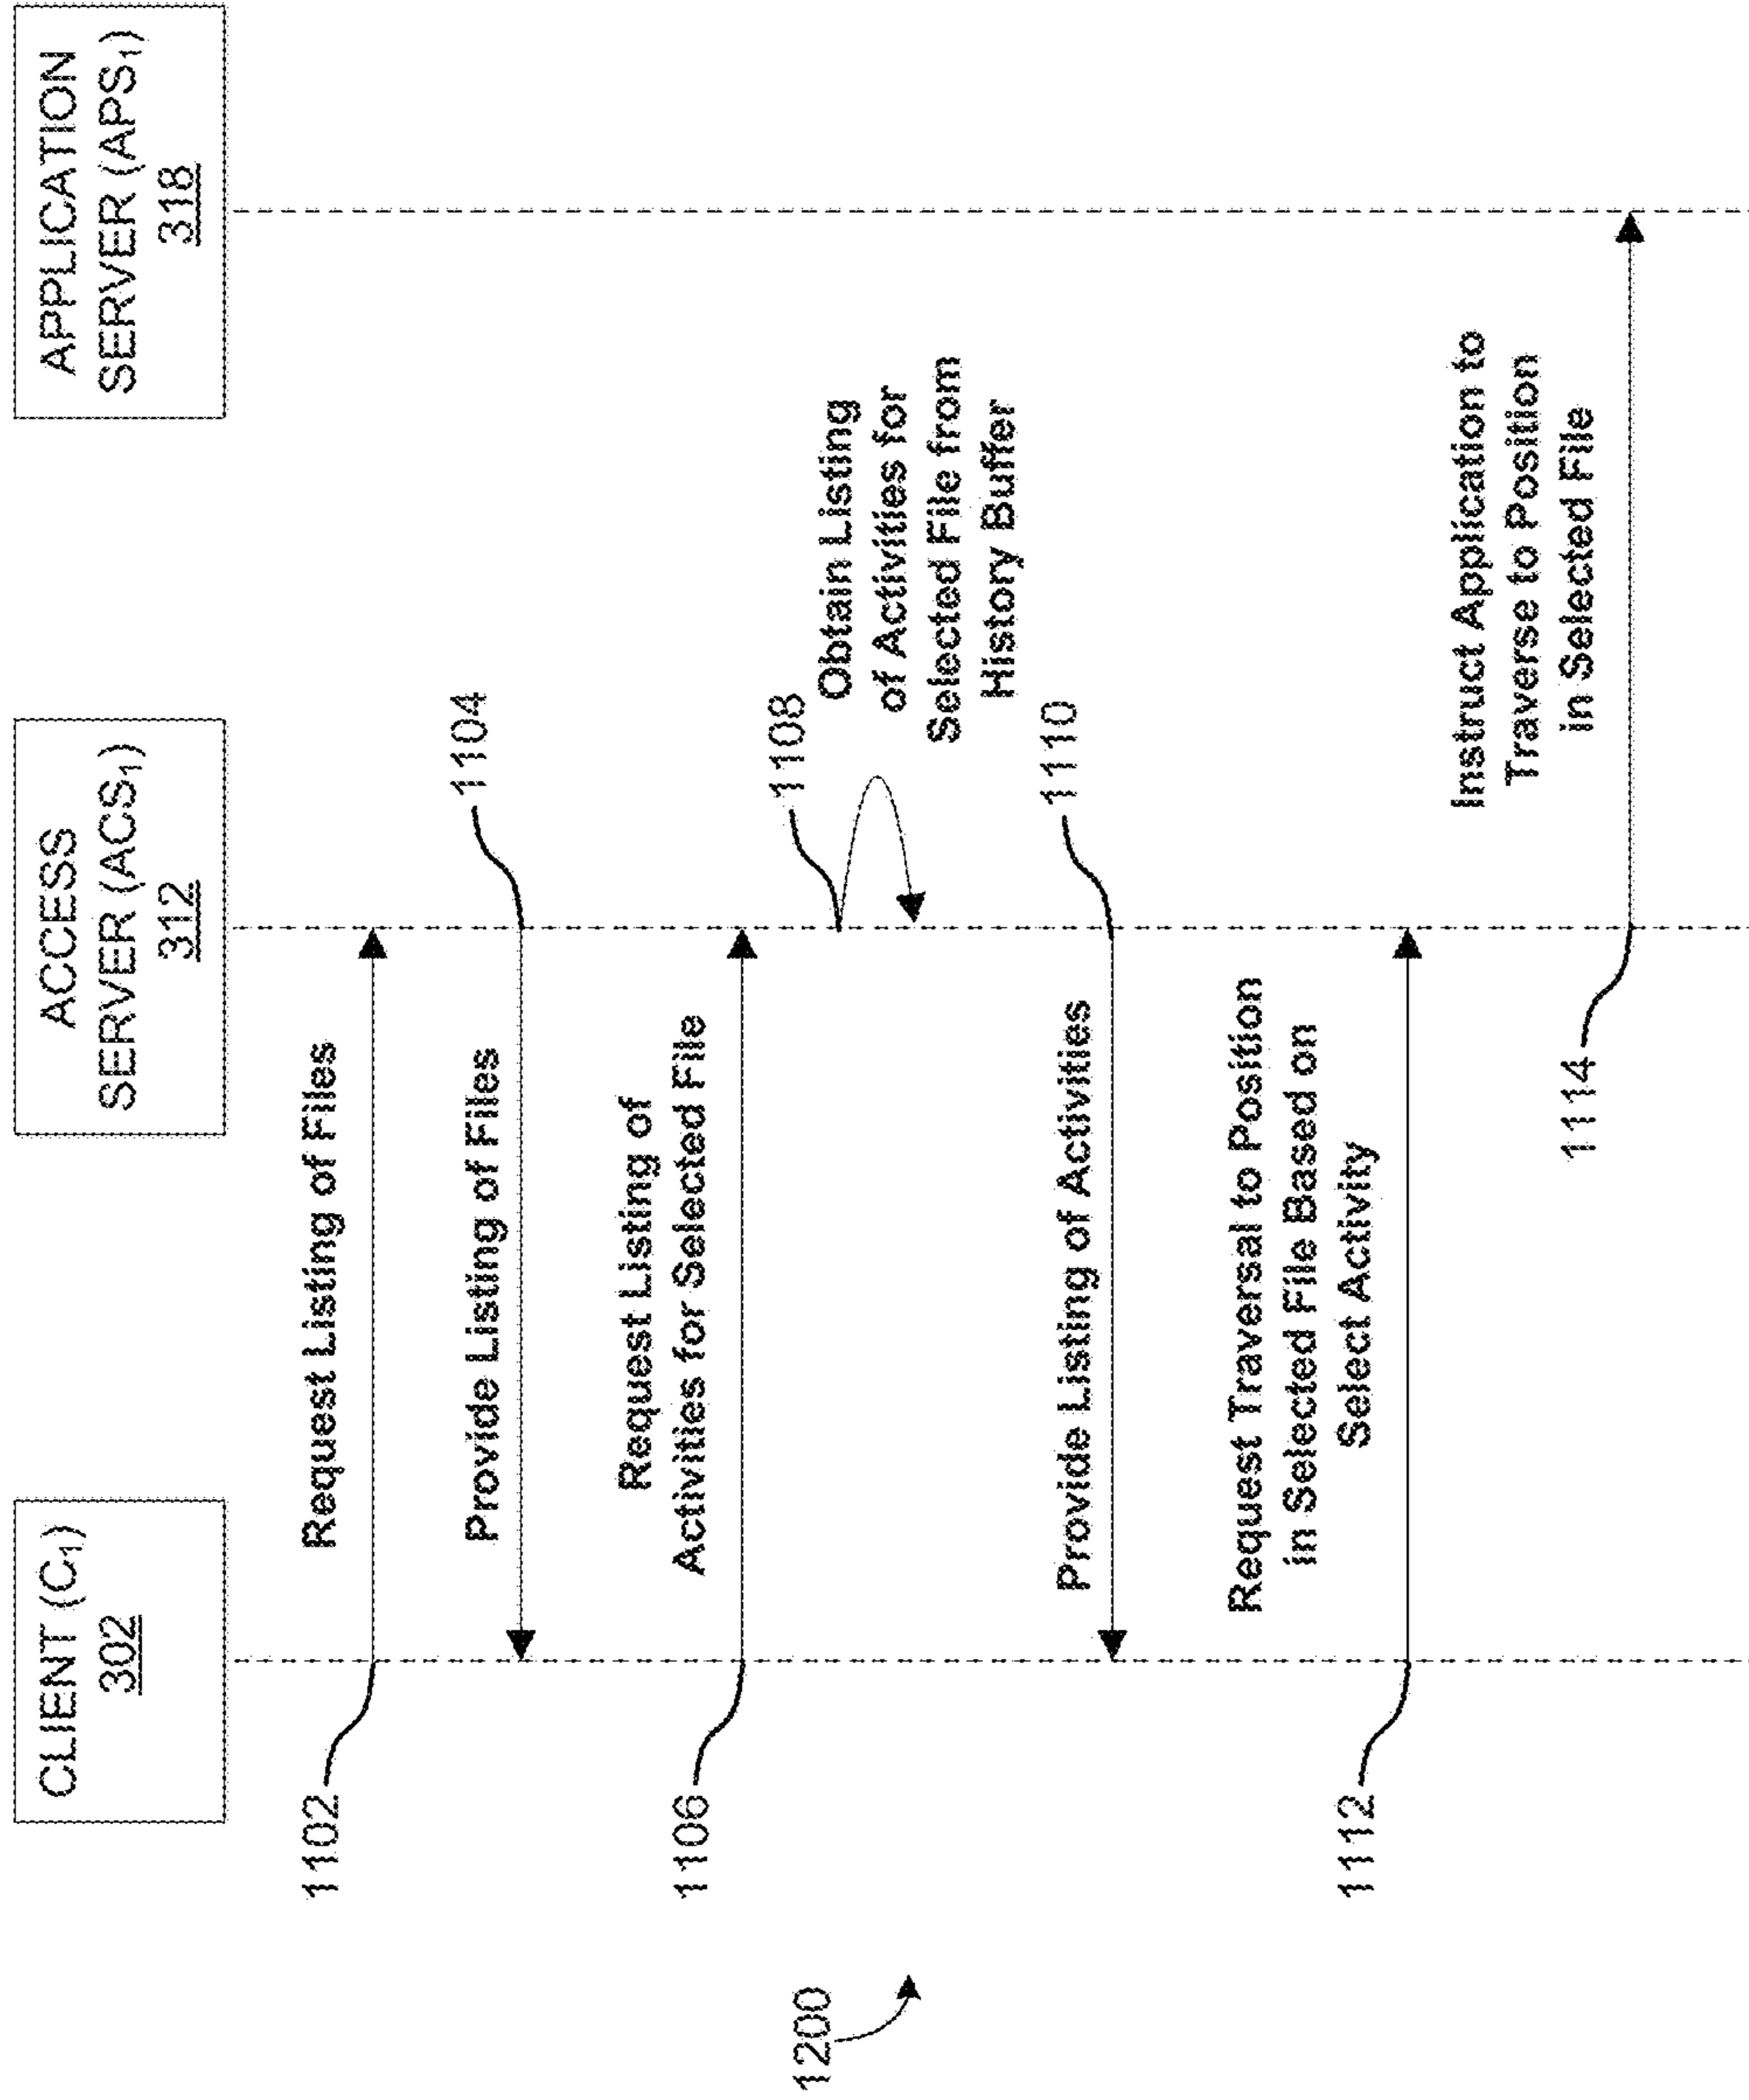 CLIENT (C₁)
302
ACCESS
SERVER (ACS₁)
312
APPLICATION
SERVER (APS₁)
318
1102
Request Listing of Files
Provide Listing of Files
1104
1106
Request Listing of
Activities for Selected File
1108
Obtain Listing
of Activities for
Selected File from
History Buffer
Provide Listing of Activities
1110
1112
Request Traversal to Position
in Selected File Based on
Select Activity
1114
Instruct Application to
Traverse to Position
in Selected File
1200